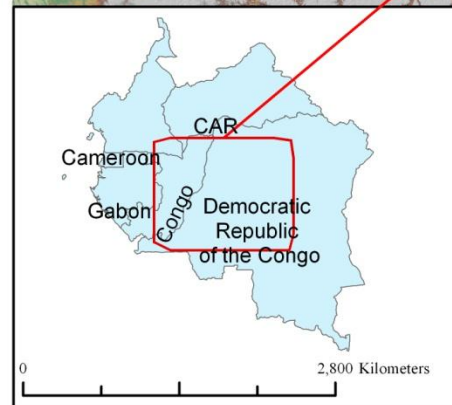 CAR
Cameroon
Gabon
Congo
Democratic
Republic
of the Congo
0
2,800 Kilometers